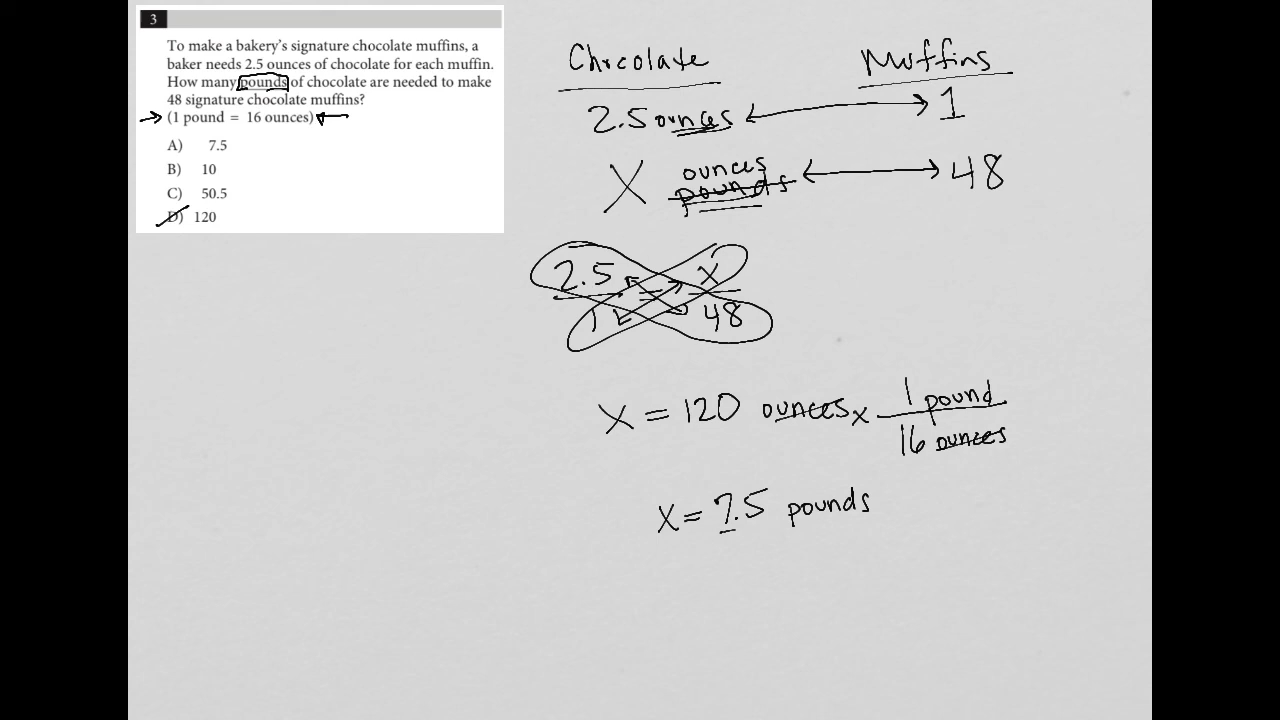 3
To make a bakery's signature chocolate muffins, a
baker needs 2.5 ounces of chocolate for each muffin.
How many pounds of chocolate are needed to make
48 signature chocolate muffins?
(1 pound = 16 ounces)
A) 7.5
B) 10
C) 50.5
D) 120
Chocolate Muffins
2.5 ounces 1
X ounces 48
pounds
2.5 = x
1 48
X = 120 ounces x 1 pound
16 ounces
x = 7.5 pounds